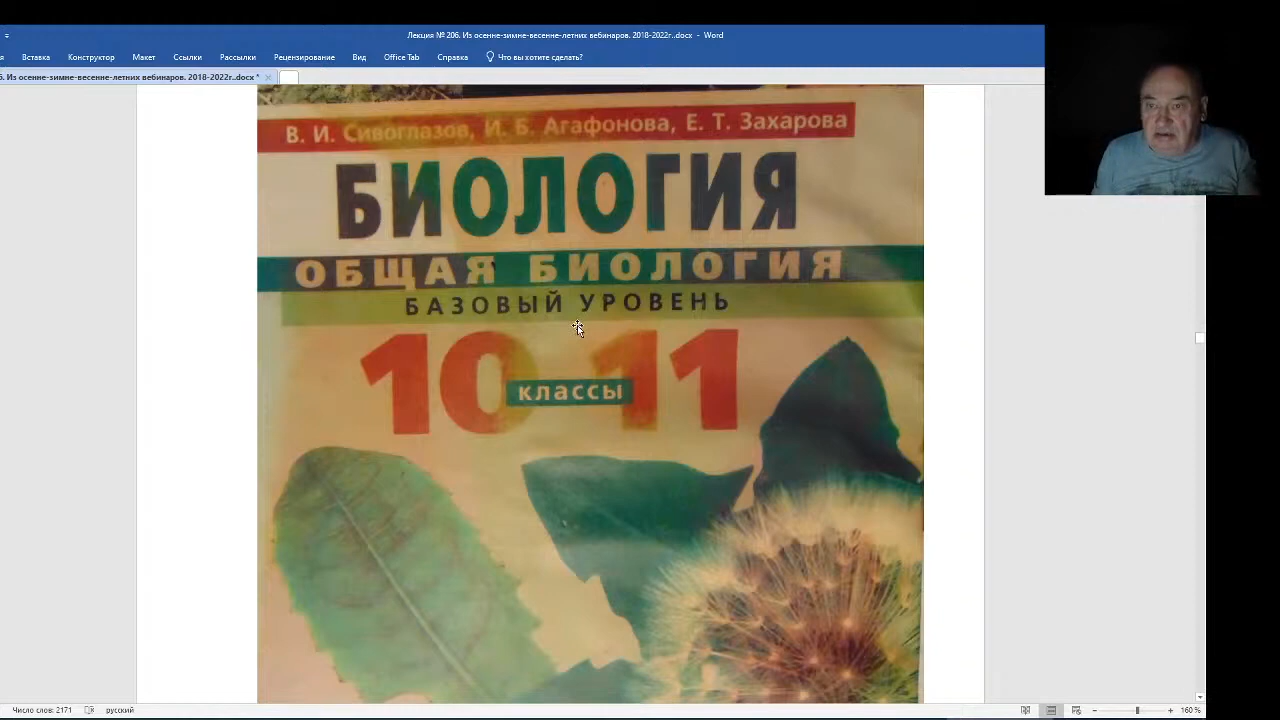 Лекция № 206. Из осенне-зимне-весенне-летних вебинаров. 2018-2022г..docx - Word
я Вставка Конструктор Макет Ссылки Рассылки Рецензирование Вид Office Tab Справка Что вы хотите сделать?
6. Из осенне-зимне-весенне-летних вебинаров. 2018-2022г..docx *
В. И. Сивоглазов, И. Б. Агафонова, Е. Т. Захарова
БИОЛОГИЯ
ОБЩАЯ БИОЛОГИЯ
БАЗОВЫЙ УРОВЕНЬ
10-11
классы
Число слов: 2171 русский 160 %